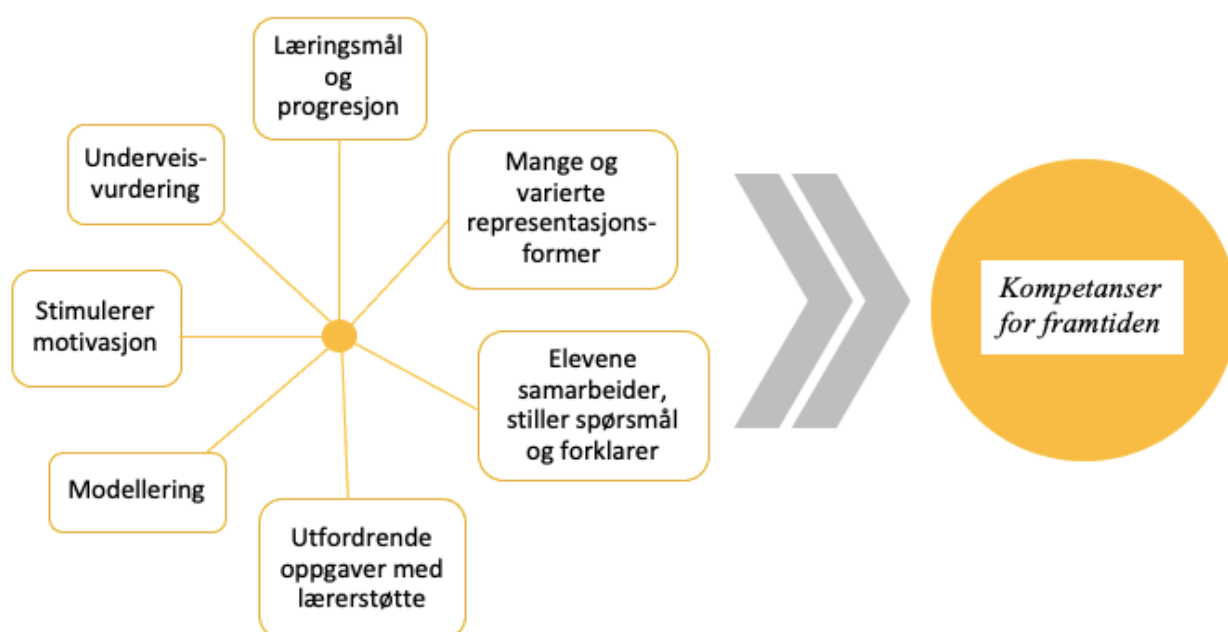 Læringsmål
og
progresjon
Mange og
varierte
representasjons-
former
Elevene
samarbeider,
stiller spørsmål
og forklarer
Utfordrende
oppgaver med
lærerstøtte
Modellering
Stimulerer
motivasjon
Underveis-
vurdering
Kompetanser
for framtiden